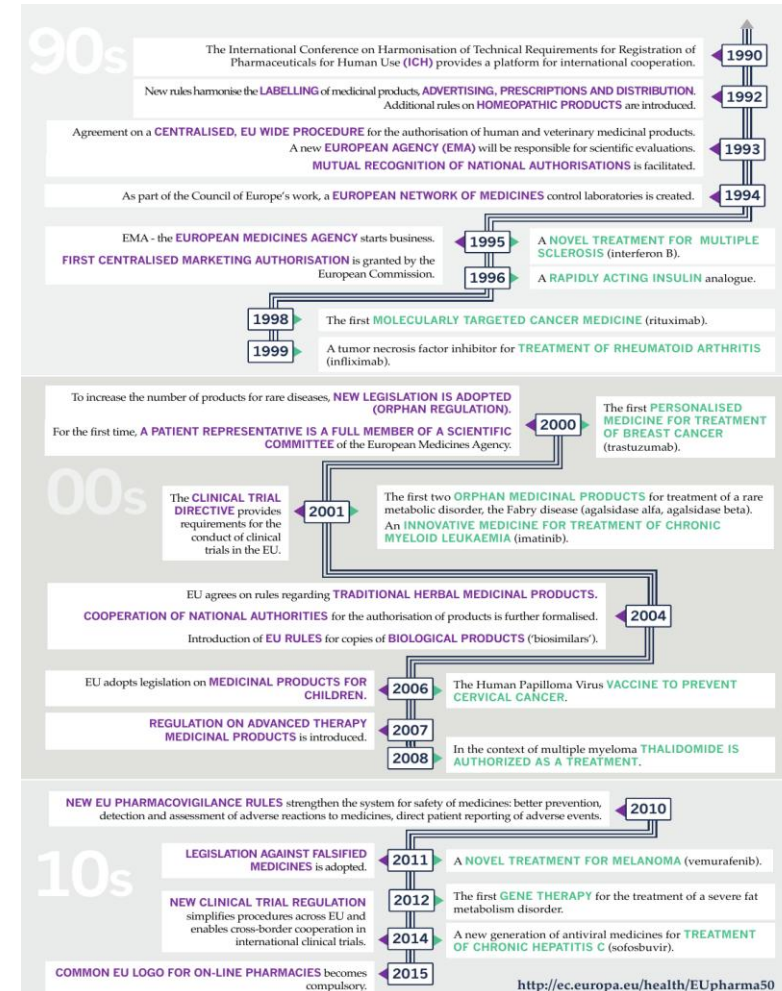 90s
The International Conference on Harmonisation of Technical Requirements for Registration of
Pharmaceuticals for Human Use (ICH) provides a platform for international cooperation.
1990
New rules harmonise the LABELLING of medicinal products, ADVERTISING, PRESCRIPTIONS AND DISTRIBUTION.
Additional rules on HOMEOPATHIC PRODUCTS are introduced.
1992
Agreement on a CENTRALISED, EU WIDE PROCEDURE for the authorisation of human and veterinary medicinal products.
A new EUROPEAN AGENCY (EMA) will be responsible for scientific evaluations.
MUTUAL RECOGNITION OF NATIONAL AUTHORISATIONS is facilitated.
1993
As part of the Council of Europe's work, a EUROPEAN NETWORK OF MEDICINES control laboratories is created.
1994
EMA - the EUROPEAN MEDICINES AGENCY starts business.
FIRST CENTRALISED MARKETING AUTHORISATION is granted by the
European Commission.
1995
A NOVEL TREATMENT FOR MULTIPLE
SCLEROSIS (interferon B).
1996
A RAPIDLY ACTING INSULIN analogue.
1998
The first MOLECULARLY TARGETED CANCER MEDICINE (rituximab).
1999
A tumor necrosis factor inhibitor for TREATMENT OF RHEUMATOID ARTHRITIS
(infliximab).
00s
To increase the number of products for rare diseases, NEW LEGISLATION IS ADOPTED
(ORPHAN REGULATION).
For the first time, A PATIENT REPRESENTATIVE IS A FULL MEMBER OF A SCIENTIFIC
COMMITTEE of the European Medicines Agency.
2000
The first PERSONALISED
MEDICINE FOR TREATMENT
OF BREAST CANCER
(trastuzumab).
The CLINICAL TRIAL
DIRECTIVE provides
requirements for the
conduct of clinical
trials in the EU.
2001
The first two ORPHAN MEDICINAL PRODUCTS for treatment of a rare
metabolic disorder, the Fabry disease (agalsidase alfa, agalsidase beta).
An INNOVATIVE MEDICINE FOR TREATMENT OF CHRONIC
MYELOID LEUKAEMIA (imatinib).
EU agrees on rules regarding TRADITIONAL HERBAL MEDICINAL PRODUCTS.
COOPERATION OF NATIONAL AUTHORITIES for the authorisation of products is further formalised.
Introduction of EU RULES for copies of BIOLOGICAL PRODUCTS ('biosimilars').
2004
EU adopts legislation on MEDICINAL PRODUCTS FOR
CHILDREN.
2006
The Human Papilloma Virus VACCINE TO PREVENT
CERVICAL CANCER.
REGULATION ON ADVANCED THERAPY
MEDICINAL PRODUCTS is introduced.
2007
2008
In the context of multiple myeloma THALIDOMIDE IS
AUTHORIZED AS A TREATMENT.
10s
NEW EU PHARMACOVIGILANCE RULES strengthen the system for safety of medicines: better prevention,
detection and assessment of adverse reactions to medicines, direct patient reporting of adverse events.
2010
LEGISLATION AGAINST FALSIFIED
MEDICINES is adopted.
2011
A NOVEL TREATMENT FOR MELANOMA (vemurafenib).
2012
The first GENE THERAPY for the treatment of a severe fat
metabolism disorder.
NEW CLINICAL TRIAL REGULATION
simplifies procedures across EU and
enables cross-border cooperation in
international clinical trials.
2014
A new generation of antiviral medicines for TREATMENT
OF CHRONIC HEPATITIS C (sofosbuvir).
COMMON EU LOGO FOR ON-LINE PHARMACIES becomes
compulsory.
2015
http://ec.europa.eu/health/EUpharma50